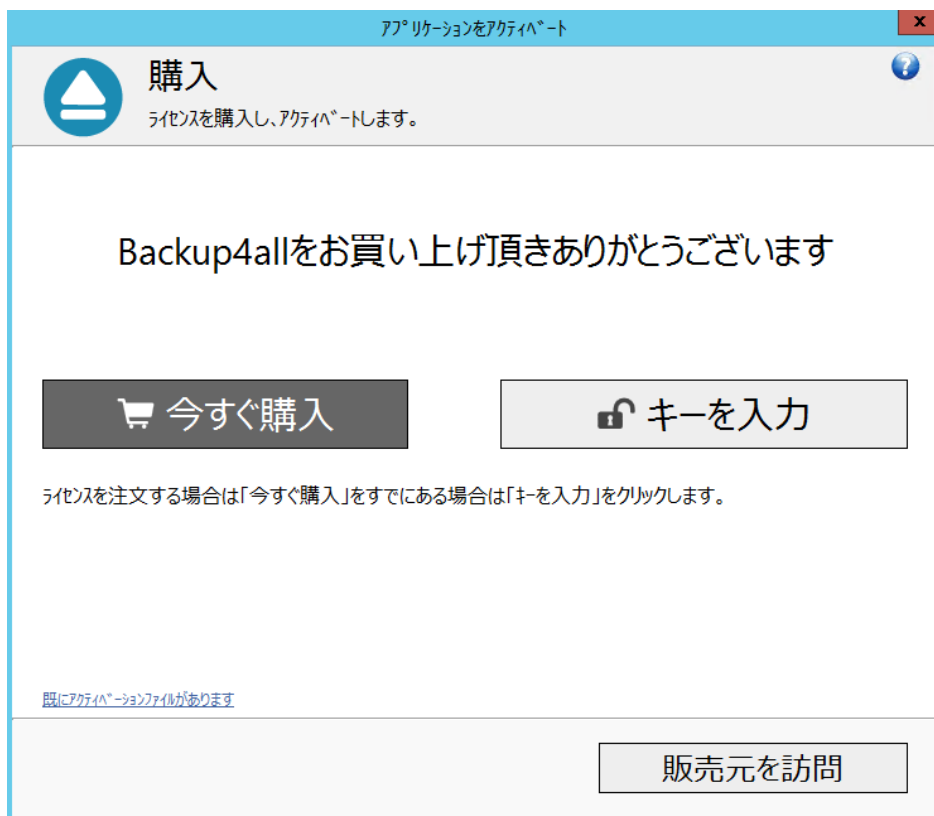 ｱﾌﾟﾘｹｰｼｮﾝをｱｸﾃｨﾍﾞｰﾄ
x
購入
ﾗｲｾﾝｽを購入し､ｱｸﾃｨﾍﾞｰﾄします。
?
Backup4allをお買い上げ頂きありがとうございます
今すぐ購入
キーを入力
ﾗｲｾﾝｽを注文する場合は｢今すぐ購入｣をすでにある場合は｢ｷｰを入力｣をｸﾘｯｸします。
既にｱｸﾃｨﾍﾞｰｼｮﾝﾌｧｲﾙがあります
販売元を訪問